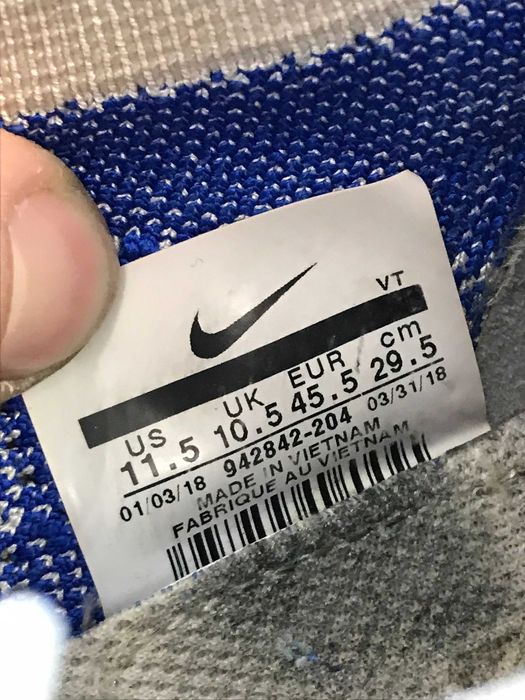 VT
US UK EUR cm
11.5 10.5 45.5 29.5
01/03/18 942842-204 03/31/18
MADE IN VIETNAM
FABRIQUE AU VIETNAM